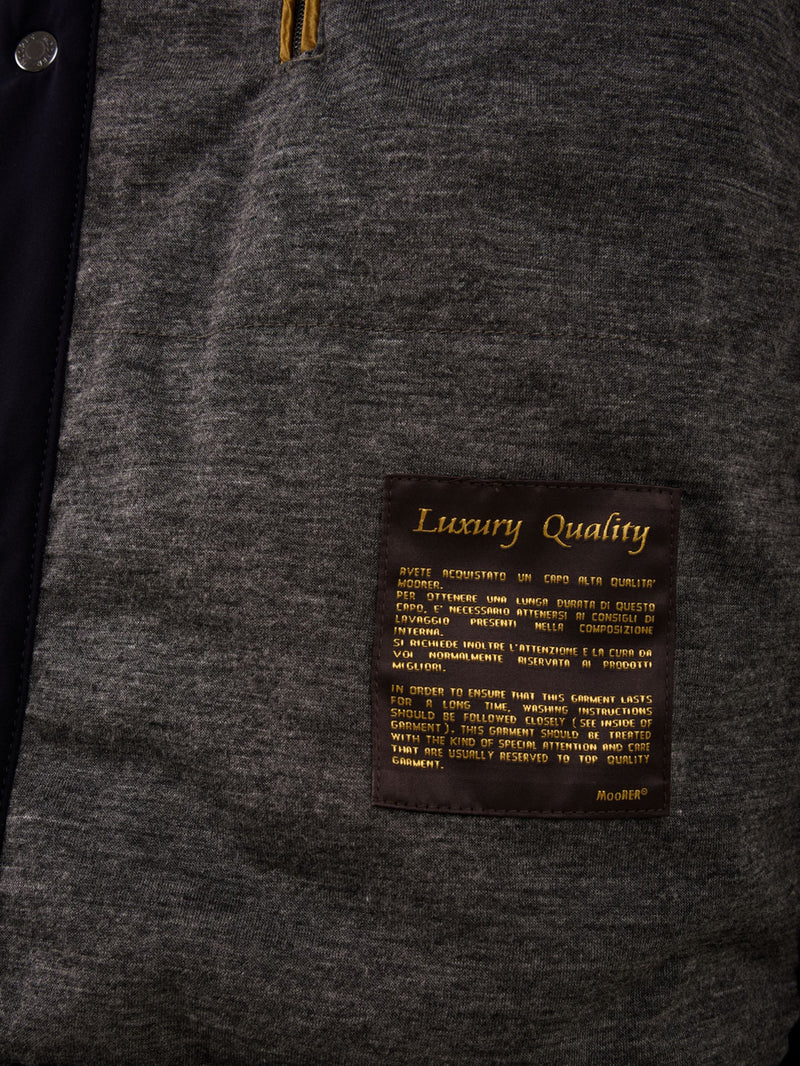 Luxury Quality
AVETE ACQUISTATO UN CAPO ALTA QUALITA'
MOORER.
PER OTTENERE UNA LUNGA DURATA DI QUESTO
CAPO, E' NECESSARIO ATTENERSI AI CONSIGLI DI
LAVAGGIO PRESENTI NELLA COMPOSIZIONE
INTERNA.
SI RICHIEDE INOLTRE L'ATTENZIONE E LA CURA DA
VOI NORMALMENTE RISERVATA AI PRODOTTI
MIGLIORI.
IN ORDER TO ENSURE THAT THIS GARMENT LASTS
FOR A LONG TIME, WASHING INSTRUCTIONS
SHOULD BE FOLLOWED CLOSELY (SEE INSIDE OF
GARMENT). THIS GARMENT SHOULD BE TREATED
WITH THE KIND OF SPECIAL ATTENTION AND CARE
THAT ARE USUALLY RESERVED TO TOP QUALITY
GARMENT.
MOORER®